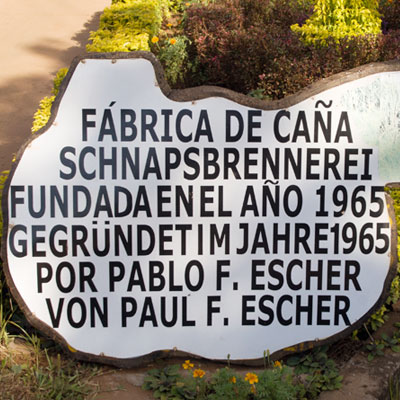 FÁBRICA DE CAÑA
SCHNAPSBRENNEREI
FUNDADA EN EL AÑO 1965
GEGRÜNDET IM JAHRE 1965
POR PABLO F. ESCHER
VON PAUL F. ESCHER